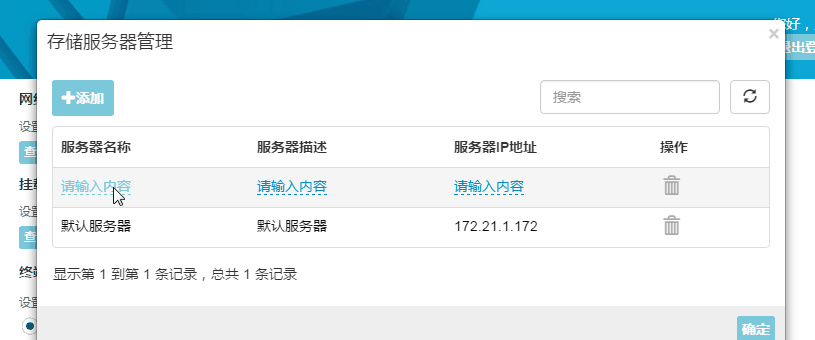 您好，
存储服务器管理
×
退出登
网络
添加
搜索
设置
查
服务器名称 服务器描述 服务器IP地址 操作
挂载
请输入内容 请输入内容 请输入内容
设置
默认服务器 默认服务器 172.21.1.172
查
终端
显示第 1 到第 1 条记录，总共 1 条记录
设置
确定